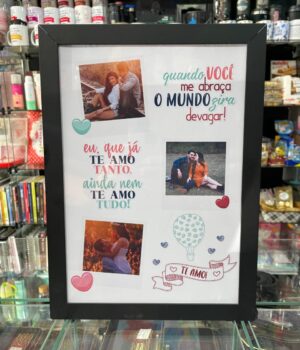 quando VOCÊ
me abraça
O MUNDO gira
devagar!
eu, que já
TE AMO
TANTO,
ainda nem
TE AMO
TUDO!
TE AMO!